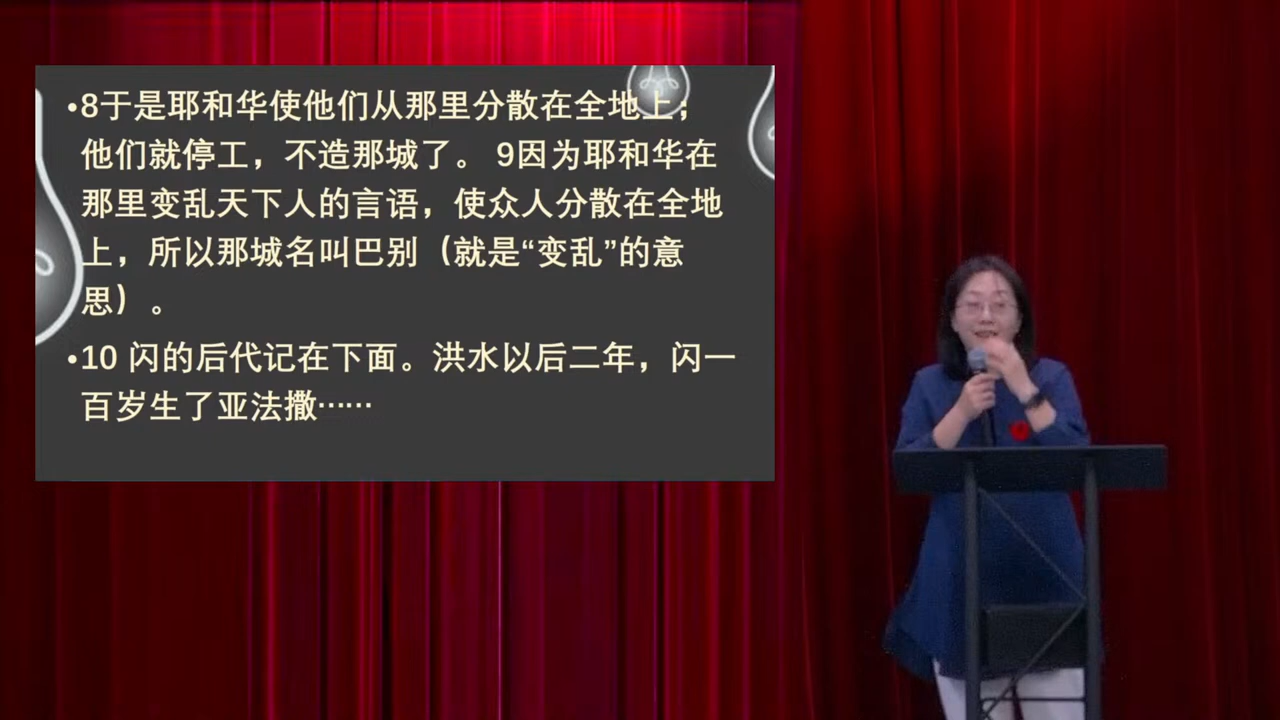 •8于是耶和华使他们从那里分散在全地上；
他们就停工，不造那城了。 9因为耶和华在
那里变乱天下人的言语，使众人分散在全地
上，所以那城名叫巴别（就是“变乱”的意
思）。
•10 闪的后代记在下面。洪水以后二年，闪一
百岁生了亚法撒……